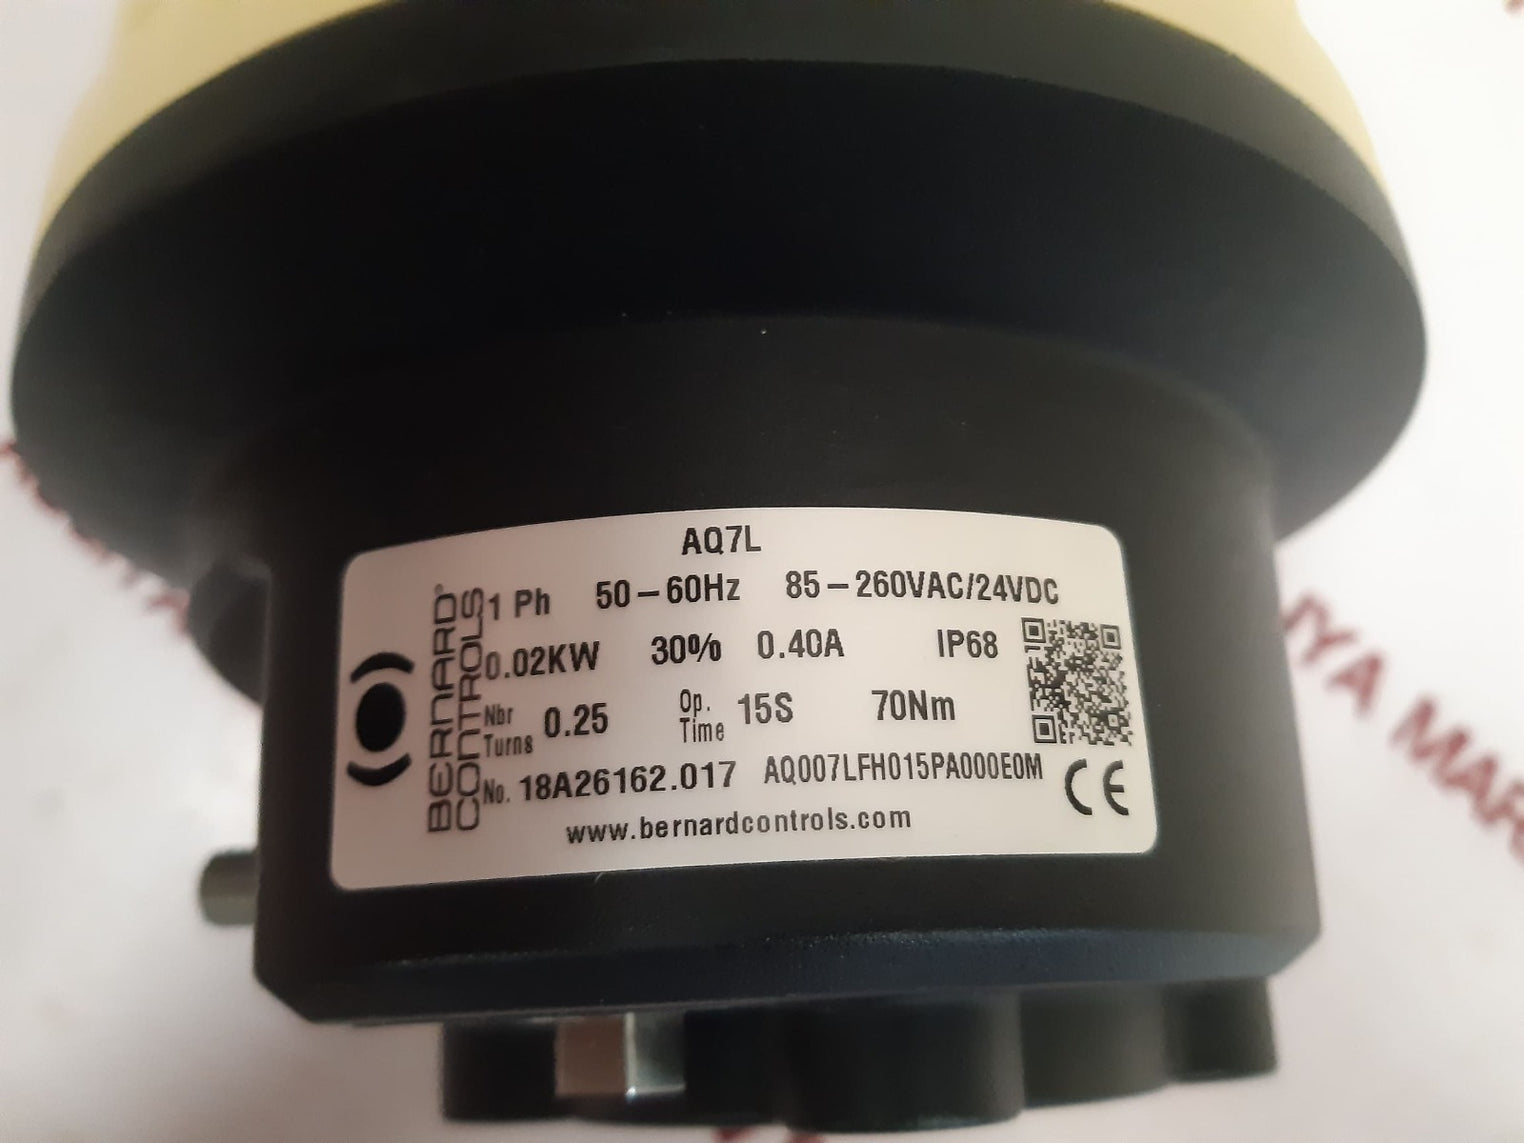 AQ7L
1 Ph 50-60Hz 85-260VAC/24VDC
0.02KW 30% 0.40A IP68
Nbr Turns 0.25 Op. Time 15S 70Nm
No. 18A26162.017 AQ007LFH015PA000E0M CE
www.bernardcontrols.com
BERNARD®
CONTROLS